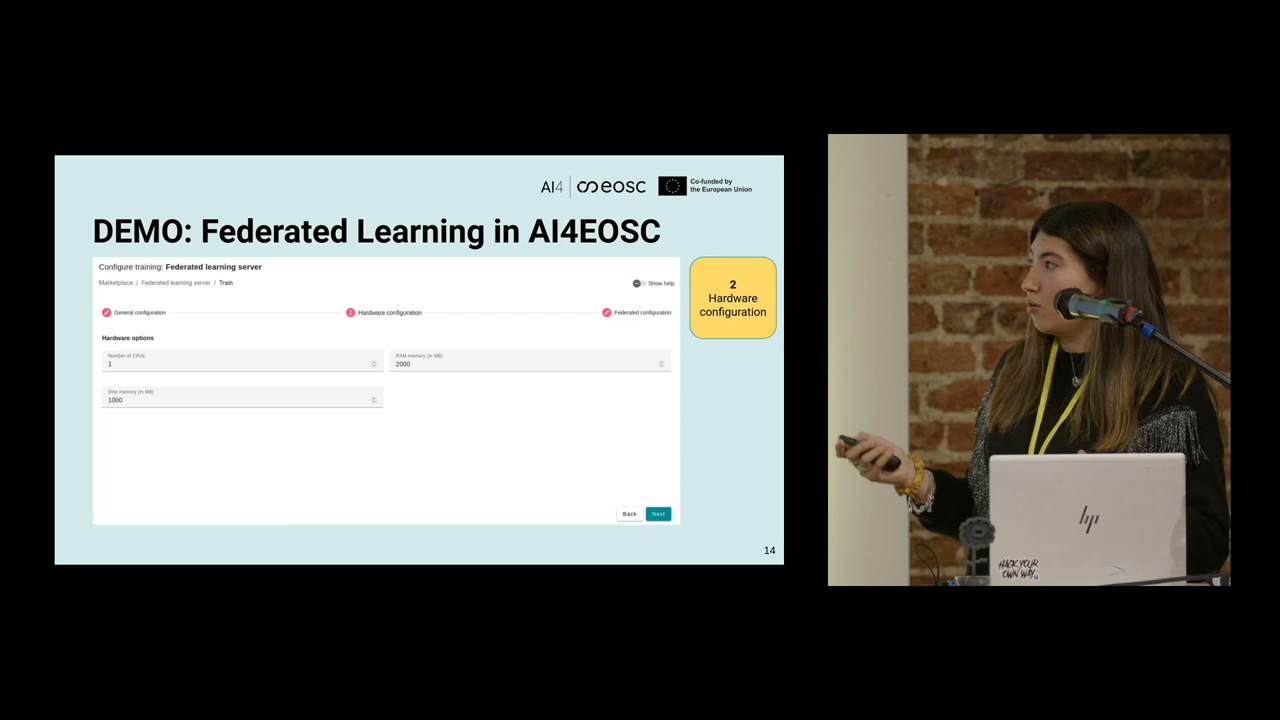 AI4 eosc
Co-funded by
the European Union
DEMO: Federated Learning in AI4EOSC
Configure training: Federated learning server
Marketplace / Federated learning server / Train
Show help
General configuration
2 Hardware configuration
Federated configuration
Hardware options
Number of CPUs
1
RAM memory (in MB)
2000
Disk memory (in MB)
1000
Back
Next
2
Hardware
configuration
14
hp
HACK YOUR
OWN WAY